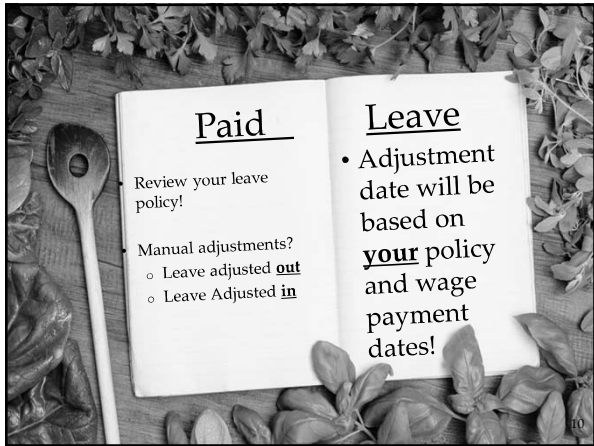 Paid
Review your leave
policy!
Manual adjustments?
Leave adjusted out
Leave Adjusted in
Leave
Adjustment
date will be
based on
your policy
and wage
payment
dates!
10